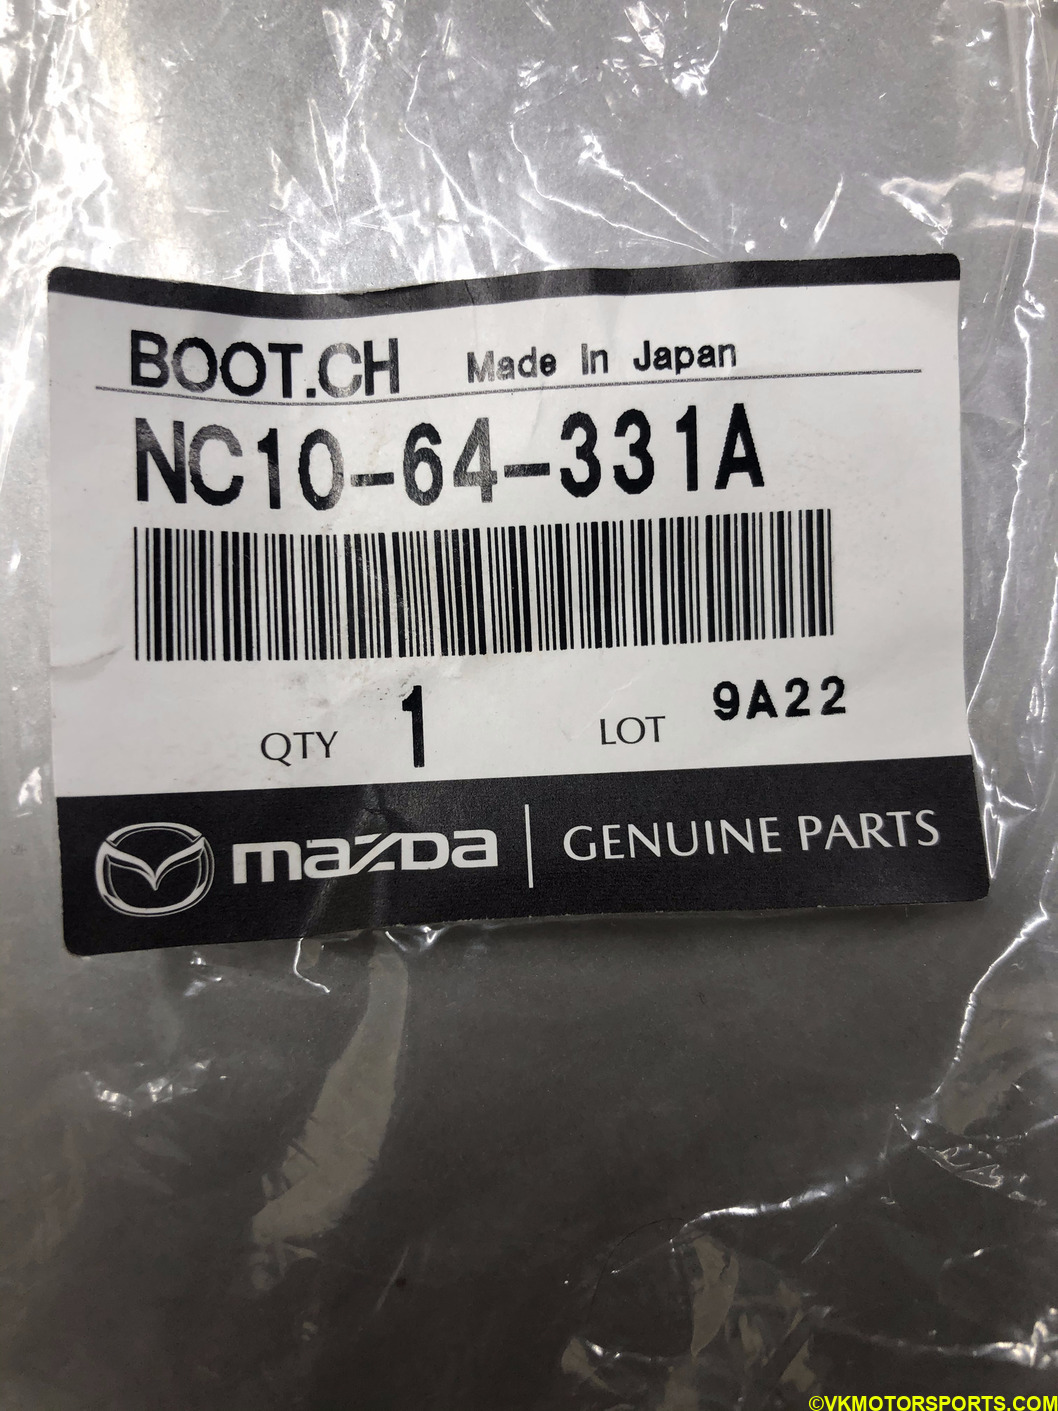 BOOT.CH Made In Japan
NC10-64-331A
QTY 1 LOT 9A22
mazda GENUINE PARTS
©VKMOTORSPORTS.COM